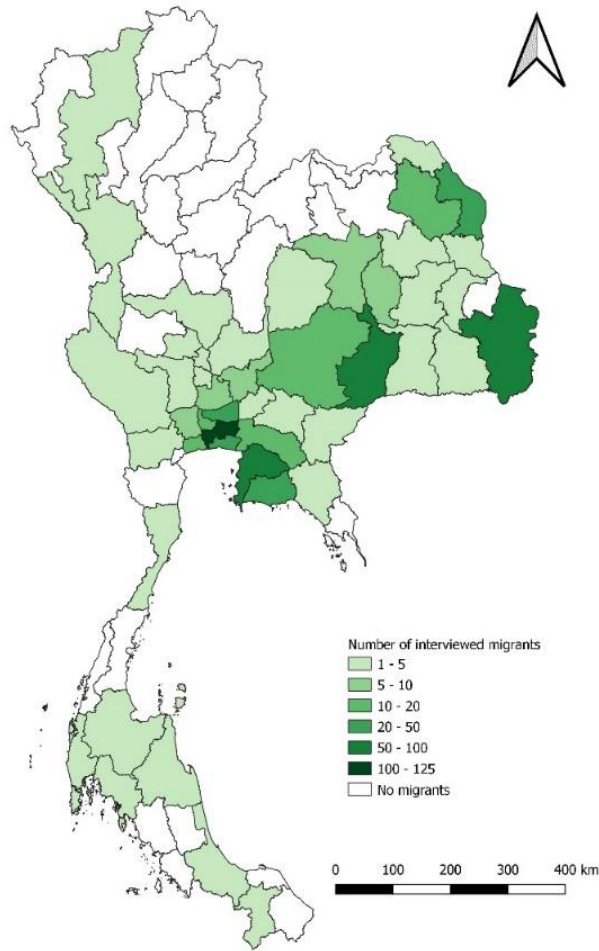 Number of interviewed migrants
1 - 5
5 - 10
10 - 20
20 - 50
50 - 100
100 - 125
No migrants
0 100 200 300 400 km